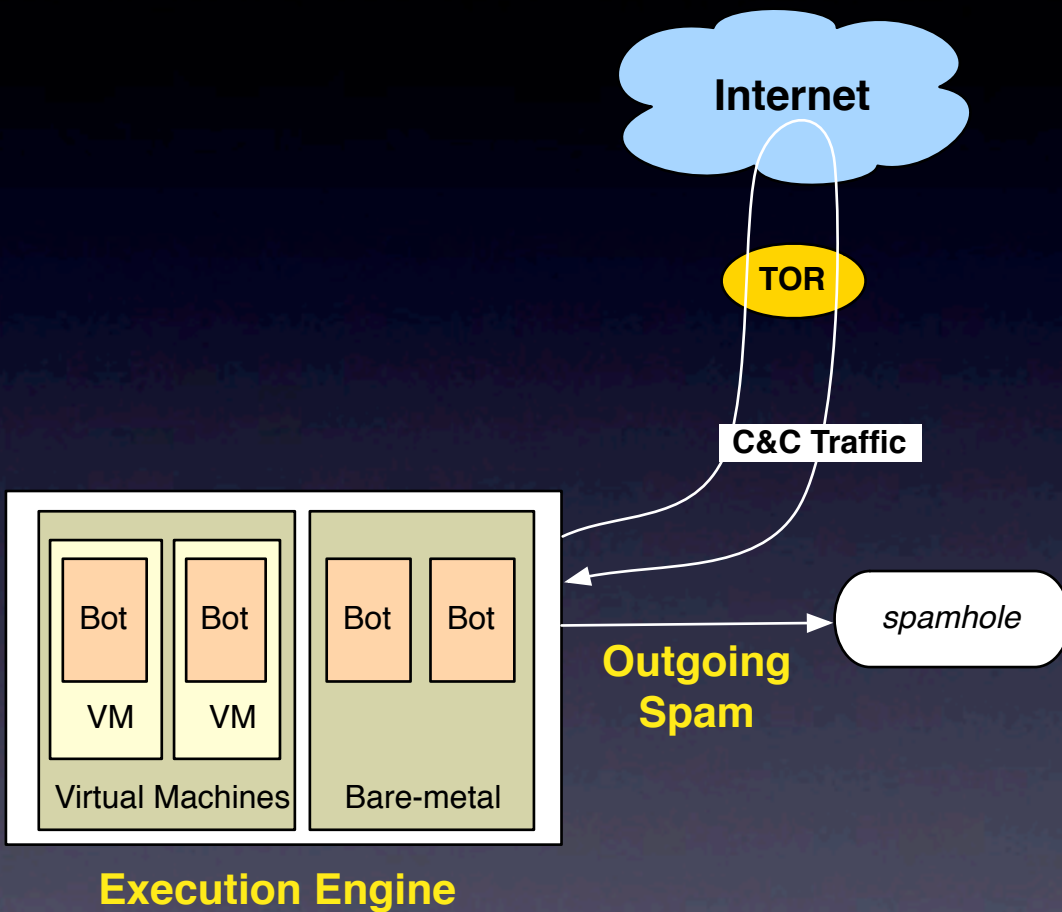 Internet
TOR
C&C Traffic
Bot
Bot
Bot
Bot
VM
VM
Virtual Machines
Bare-metal
Outgoing
Spam
spamhole
Execution Engine